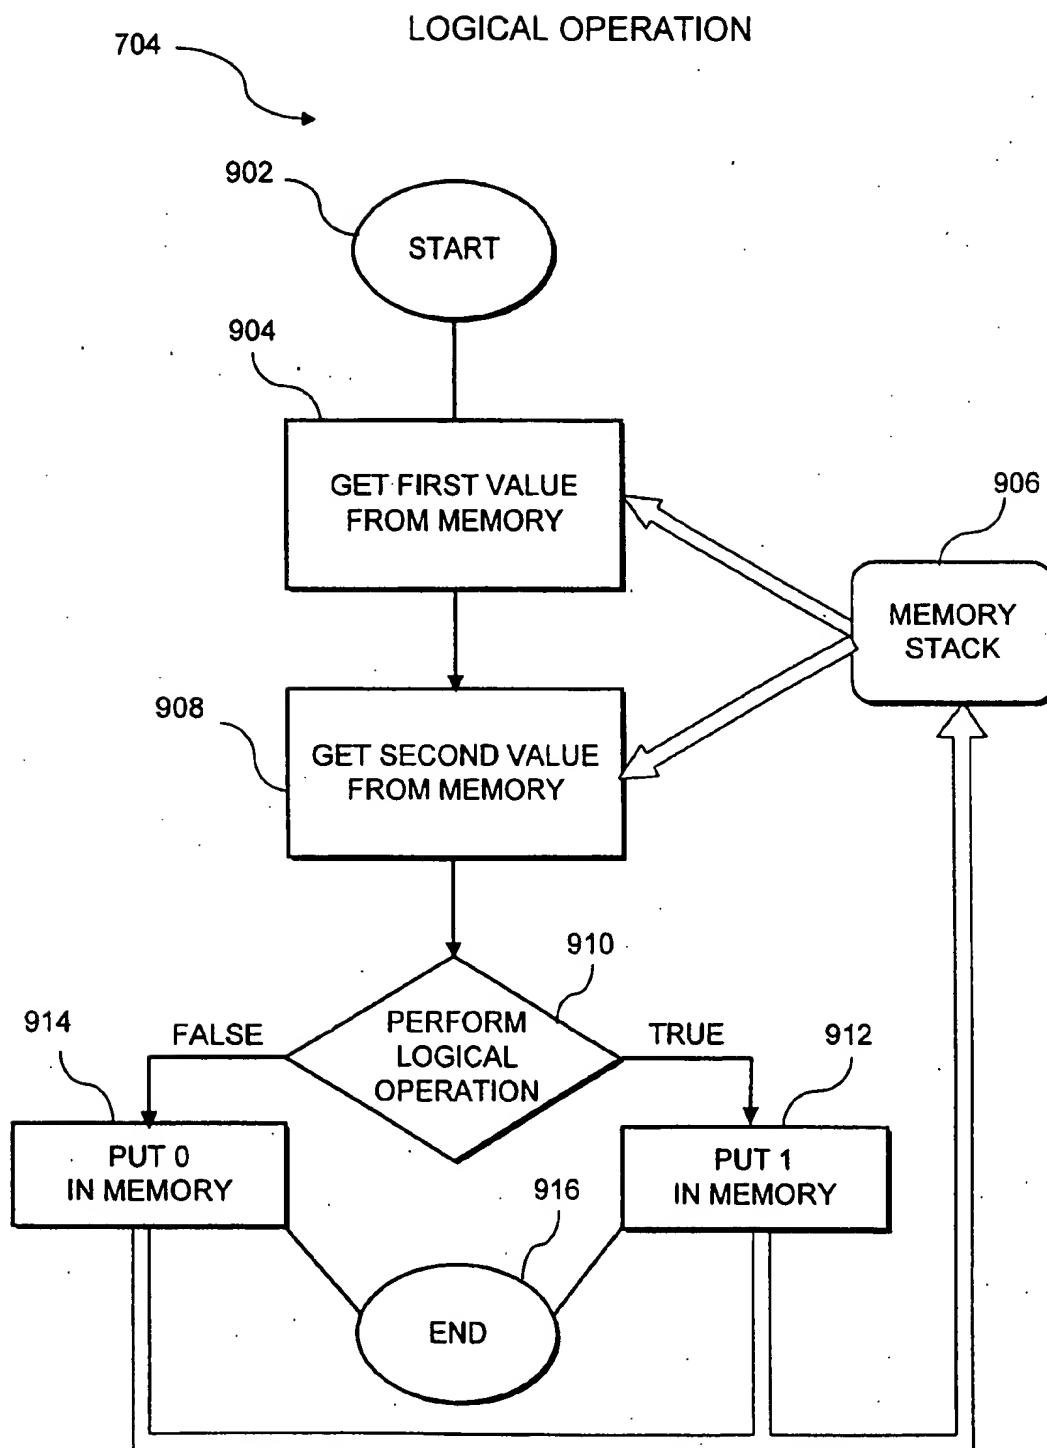 LOGICAL OPERATION
704
902
START
904
GET FIRST VALUE
FROM MEMORY
906
MEMORY
STACK
908
GET SECOND VALUE
FROM MEMORY
910
PERFORM
LOGICAL
OPERATION
FALSE
TRUE
914
912
PUT 0
IN MEMORY
PUT 1
IN MEMORY
916
END